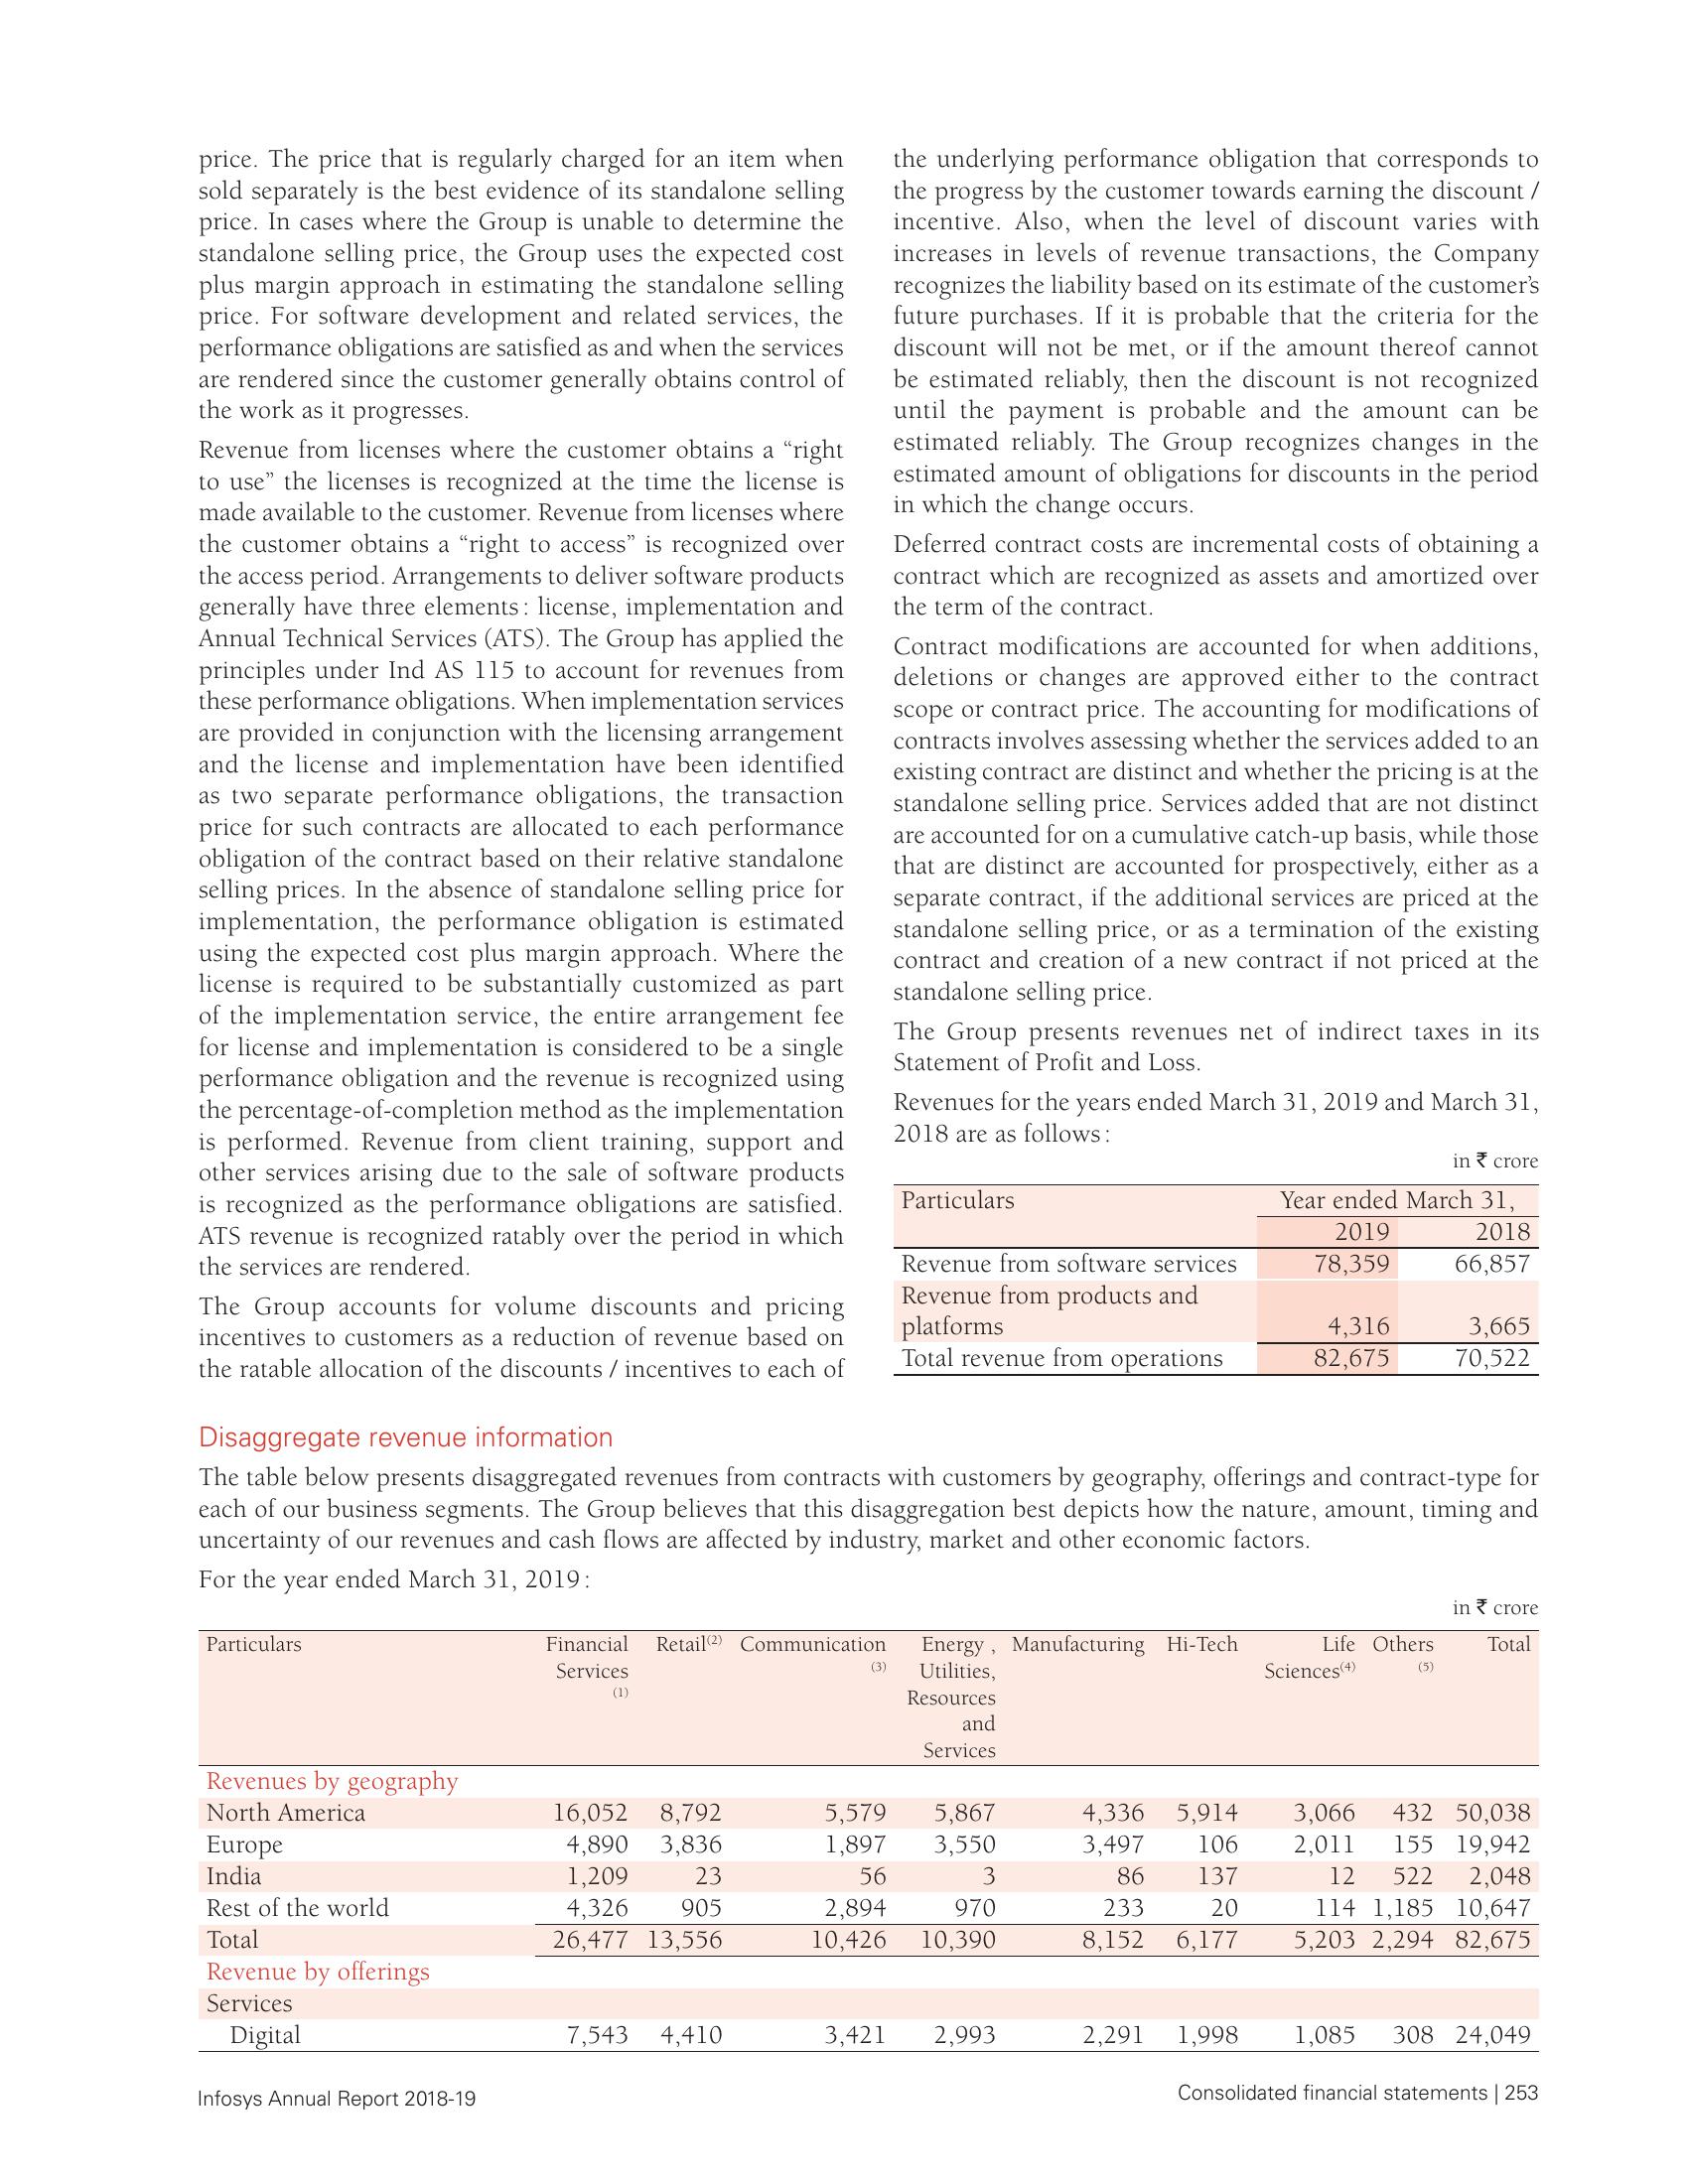 price. The price that is regularly charged for an item when
sold separately is the best evidence of its standalone selling
price. In cases where the Group is unable to determine the
standalone selling price, the Group uses the expected cost
plus margin approach in estimating the standalone selling
price. For software development and related services, the
performance obligations are satisfied as and when the services
are rendered since the customer generally obtains control of
the work as it progresses.
Revenue from licenses where the customer obtains a “right
to use” the licenses is recognized at the time the license is
made available to the customer. Revenue from licenses where
the customer obtains a “right to access” is recognized over
the access period. Arrangements to deliver software products
generally have three elements : license, implementation and
Annual Technical Services (ATS). The Group has applied the
principles under Ind AS 115 to account for revenues from
these performance obligations. When implementation services
are provided in conjunction with the licensing arrangement
and the license and implementation have been identified
as two separate performance obligations, the transaction
price for such contracts are allocated to each performance
obligation of the contract based on their relative standalone
selling prices. In the absence of standalone selling price for
implementation, the performance obligation is estimated
using the expected cost plus margin approach. Where the
license is required to be substantially customized as part
of the implementation service, the entire arrangement fee
for license and implementation is considered to be a single
performance obligation and the revenue is recognized using
the percentage-of-completion method as the implementation
is performed. Revenue from client training, support and
other services arising due to the sale of software products
is recognized as the performance obligations are satisfied.
ATS revenue is recognized ratably over the period in which
the services are rendered.
The Group accounts for volume discounts and pricing
incentives to customers as a reduction of revenue based on
the ratable allocation of the discounts / incentives to each of
the underlying performance obligation that corresponds to
the progress by the customer towards earning the discount /
incentive. Also, when the level of discount varies with
increases in levels of revenue transactions, the Company
recognizes the liability based on its estimate of the customer’s
future purchases. If it is probable that the criteria for the
discount will not be met, or if the amount thereof cannot
be estimated reliably, then the discount is not recognized
until the payment is probable and the amount can be
estimated reliably. The Group recognizes changes in the
estimated amount of obligations for discounts in the period
in which the change occurs.
Deferred contract costs are incremental costs of obtaining a
contract which are recognized as assets and amortized over
the term of the contract.
Contract modifications are accounted for when additions,
deletions or changes are approved either to the contract
scope or contract price. The accounting for modifications of
contracts involves assessing whether the services added to an
existing contract are distinct and whether the pricing is at the
standalone selling price. Services added that are not distinct
are accounted for on a cumulative catch-up basis, while those
that are distinct are accounted for prospectively, either as a
separate contract, if the additional services are priced at the
standalone selling price, or as a termination of the existing
contract and creation of a new contract if not priced at the
standalone selling price.
The Group presents revenues net of indirect taxes in its
Statement of Profit and Loss.
Revenues for the years ended March 31, 2019 and March 31,
2018 are as follows :
in ₹ crore
Particulars Year ended March 31,
2019 2018
Revenue from software services 78,359 66,857
Revenue from products and
platforms 4,316 3,665
Total revenue from operations 82,675 70,522
Disaggregate revenue information
The table below presents disaggregated revenues from contracts with customers by geography, offerings and contract-type for
each of our business segments. The Group believes that this disaggregation best depicts how the nature, amount, timing and
uncertainty of our revenues and cash flows are affected by industry, market and other economic factors.
For the year ended March 31, 2019 :
in ₹ crore
Particulars Financial Retail(2) Communication Energy , Manufacturing Hi-Tech Life Others Total
Services (3) Utilities, Sciences(4) (5)
(1) Resources
and
Services
Revenues by geography
North America 16,052 8,792 5,579 5,867 4,336 5,914 3,066 432 50,038
Europe 4,890 3,836 1,897 3,550 3,497 106 2,011 155 19,942
India 1,209 23 56 3 86 137 12 522 2,048
Rest of the world 4,326 905 2,894 970 233 20 114 1,185 10,647
Total 26,477 13,556 10,426 10,390 8,152 6,177 5,203 2,294 82,675
Revenue by offerings
Services
Digital 7,543 4,410 3,421 2,993 2,291 1,998 1,085 308 24,049
Infosys Annual Report 2018-19 Consolidated financial statements | 253